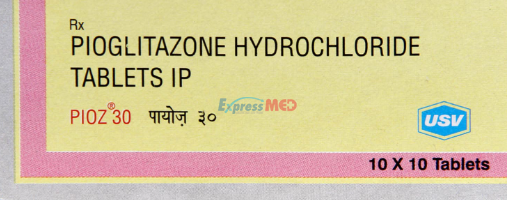 Rx
PIOGLITAZONE HYDROCHLORIDE
TABLETS IP
ExpressMED
PIOZ®30 पायोज़ ३०
USV
10 X 10 Tablets